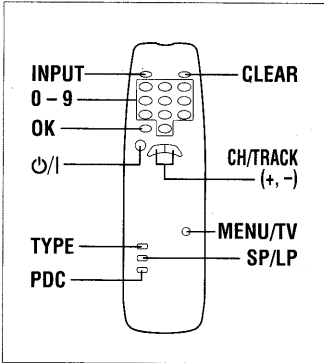 INPUT
CLEAR
0 – 9
OK
⏻/I
CH/TRACK
(+, –)
MENU/TV
TYPE
SP/LP
PDC